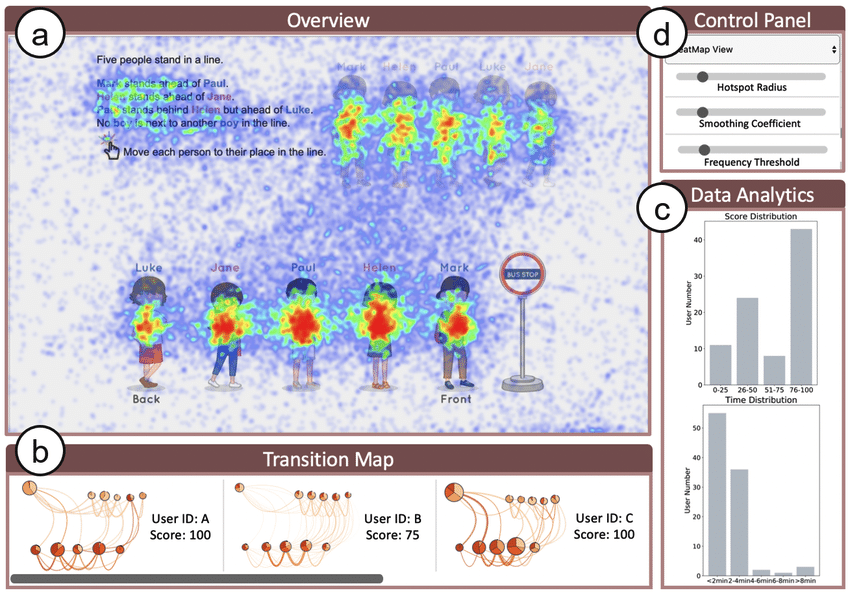 a
Overview
Five people stand in a line.
Mark stands ahead of Paul.
Helen stands ahead of Jane.
Paul stands behind Helen but ahead of Luke.
No boy is next to another boy in the line.
Move each person to their place in the line.
Mark Helen Paul Luke Jane
Luke Jane Paul Helen Mark
BUS STOP
Back Front
b
Transition Map
User ID: A
Score: 100
User ID: B
Score: 75
User ID: C
Score: 100
d
Control Panel
eatMap View
Hotspot Radius
Smoothing Coefficient
Frequency Threshold
c
Data Analytics
Score Distribution
User Number
40
30
20
10
0
0-25 26-50 51-75 76-100
Time Distribution
User Number
50
40
30
20
10
0
<2min 2-4min 4-6min 6-8min >8min